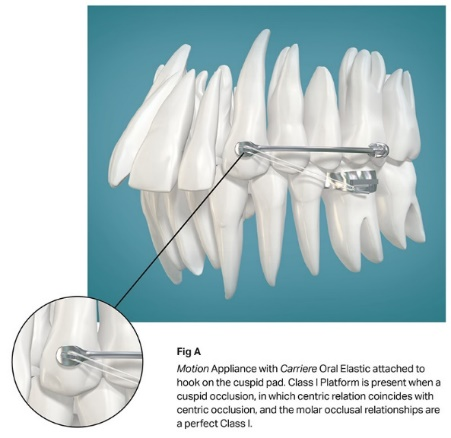 Fig A
Motion Appliance with Carriere Oral Elastic attached to
hook on the cuspid pad. Class I Platform is present when a
cuspid occlusion, in which centric relation coincides with
centric occlusion, and the molar occlusal relationships are
a perfect Class I.